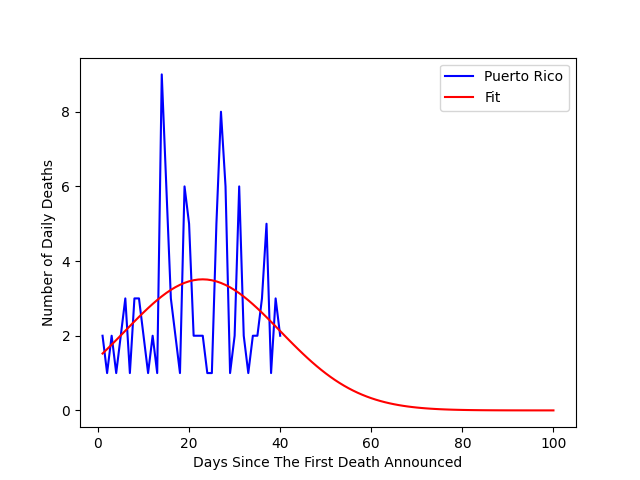 Puerto Rico
Fit
8
6
4
2
0
Number of Daily Deaths
0 20 40 60 80 100
Days Since The First Death Announced